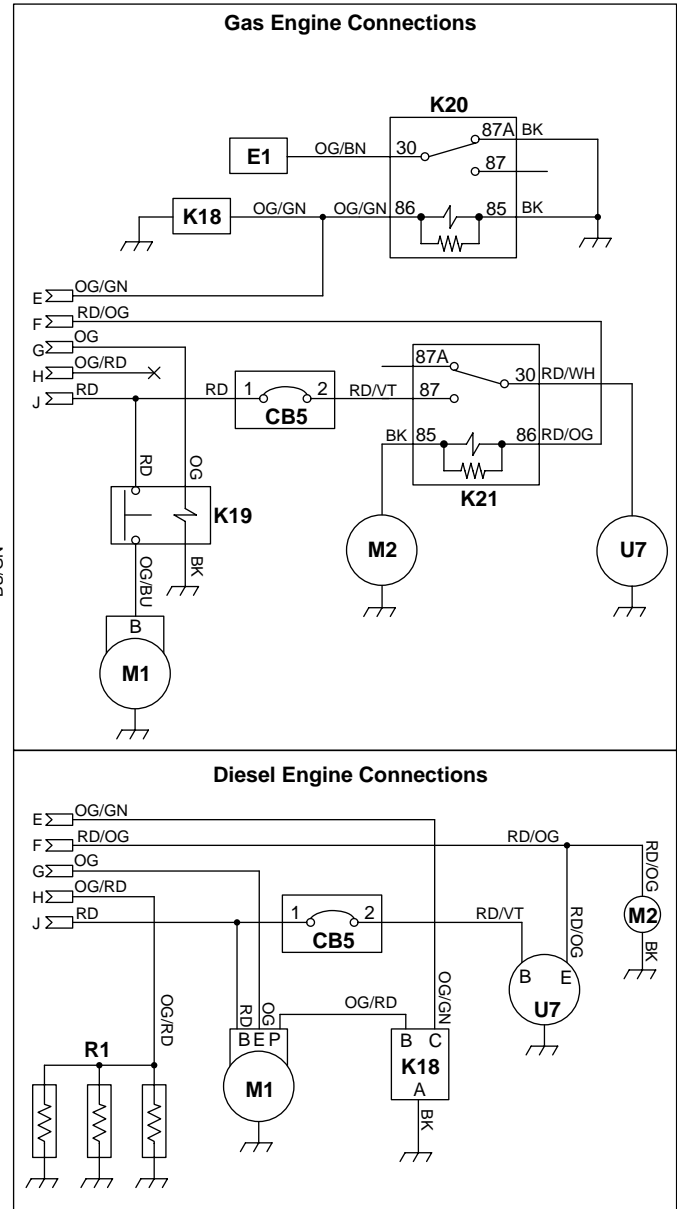 Gas Engine Connections
K20
87A BK
E1 OG/BN 30
87
K18 OG/GN OG/GN 86 85 BK
E OG/GN
F RD/OG
G OG
H OG/RD
J RD RD 1 2 RD/VT
CB5
87A
30 RD/WH
87
BK 85 86 RD/OG
K21
RD OG
K19
OG/BU BK
M2 U7
B
M1
Diesel Engine Connections
E OG/GN
F RD/OG RD/OG RD/OG
G OG
H OG/RD
J RD 1 2 RD/VT
CB5
M2
RD/OG BK
B E
U7
OG/RD OG/GN
RD OG OG/RD
B E P B C
R1 M1 K18
A
BK